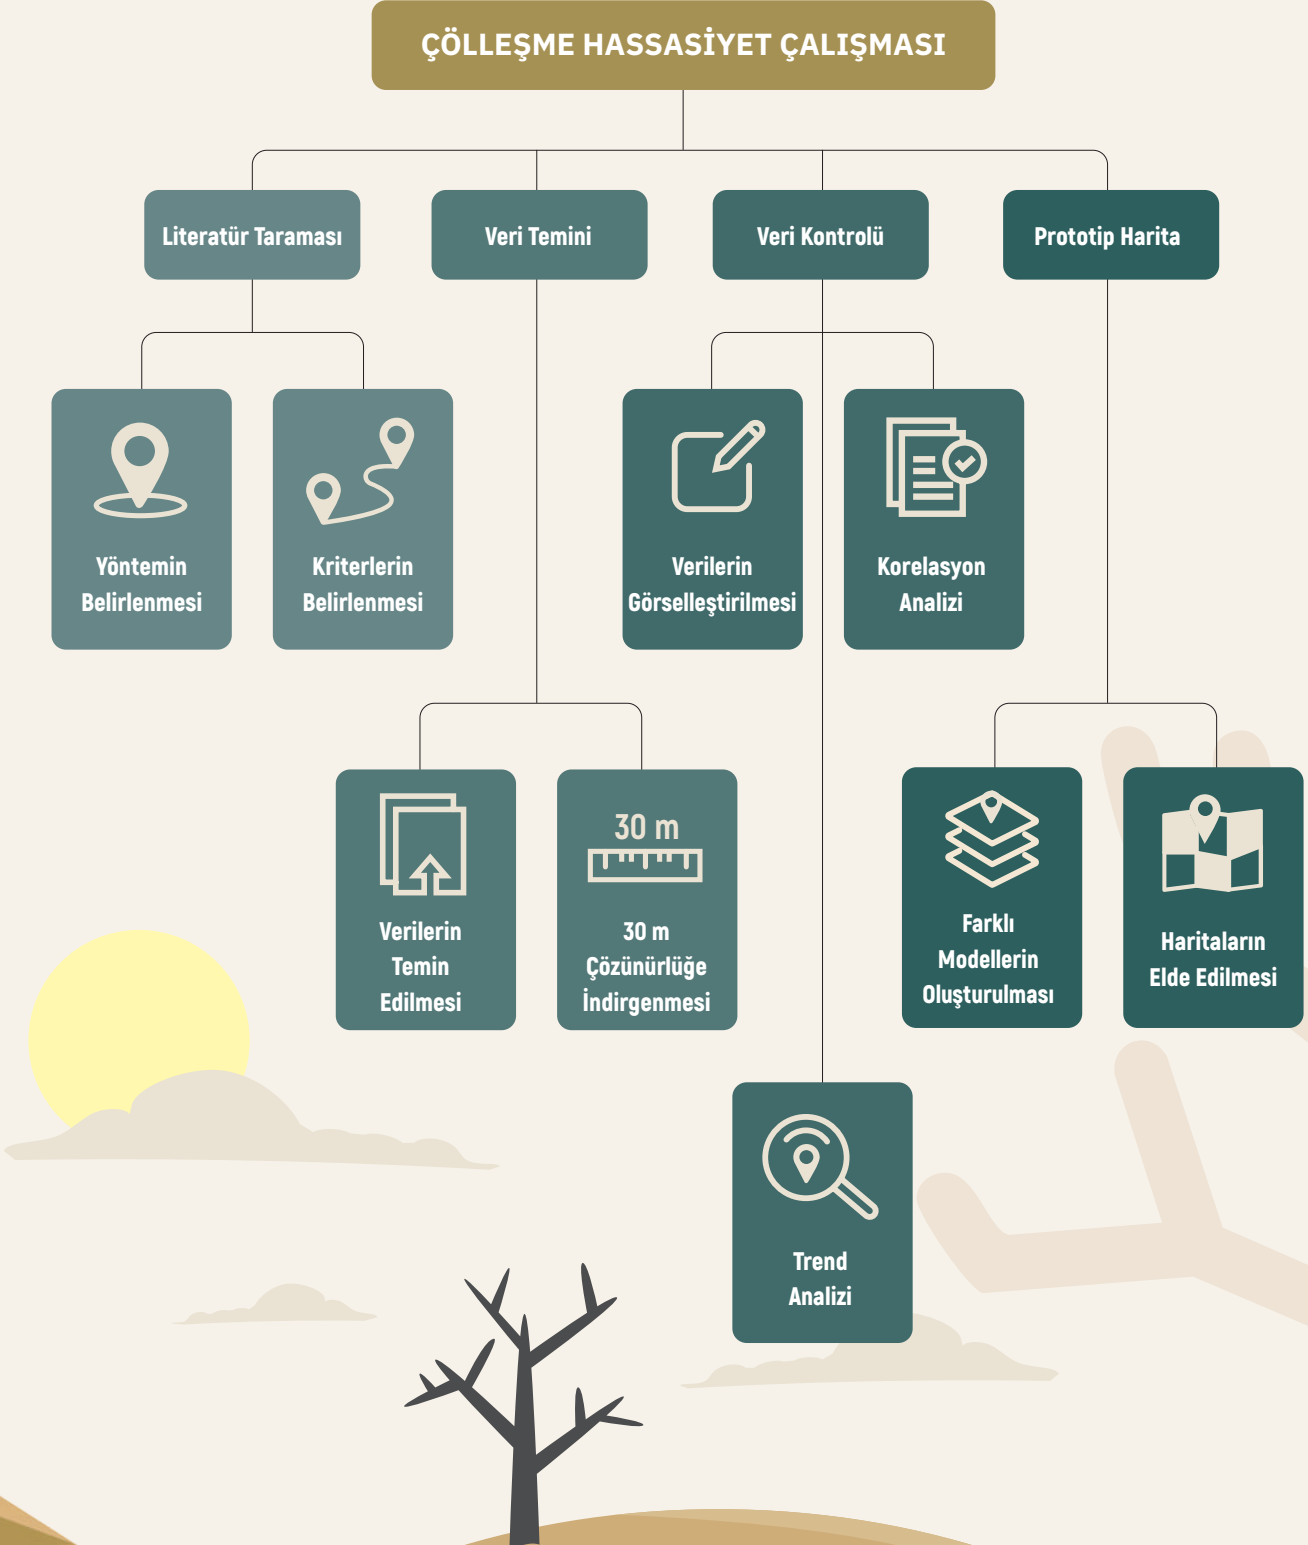 ÇÖLLEŞME HASSASİYET ÇALIŞMASI
Literatür Taraması
Veri Temini
Veri Kontrolü
Prototip Harita
Yöntemin
Belirlenmesi
Kriterlerin
Belirlenmesi
Verilerin
Görselleştirilmesi
Korelasyon
Analizi
Verilerin
Temin
Edilmesi
30 m
30 m
Çözünürlüğe
İndirgenmesi
Farklı
Modellerin
Oluşturulması
Haritaların
Elde Edilmesi
Trend
Analizi